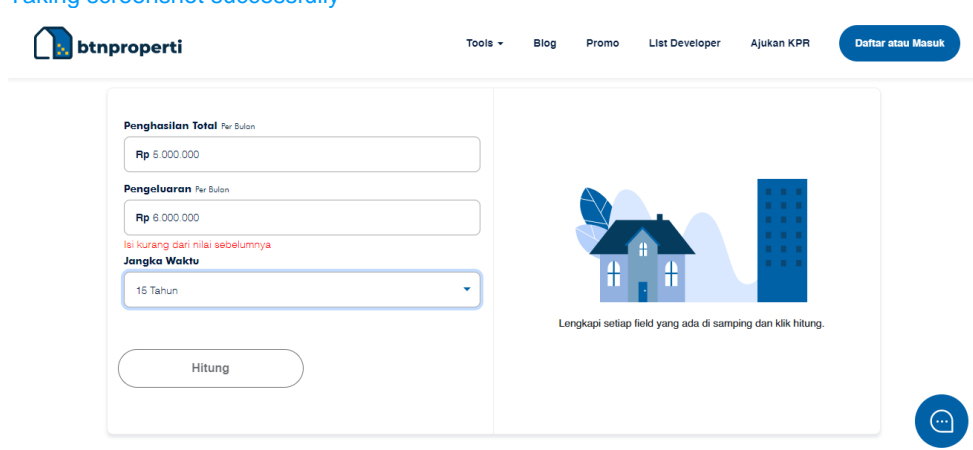 Taking screenshot successfully
btnproperti
Tools Blog Promo List Developer Ajukan KPR Daftar atau Masuk
Penghasilan Total Per Bulan
Rp 5.000.000
Pengeluaran Per Bulan
Rp 6.000.000
Isi kurang dari nilai sebelumnya
Jangka Waktu
15 Tahun
Hitung
Lengkapi setiap field yang ada di samping dan klik hitung.